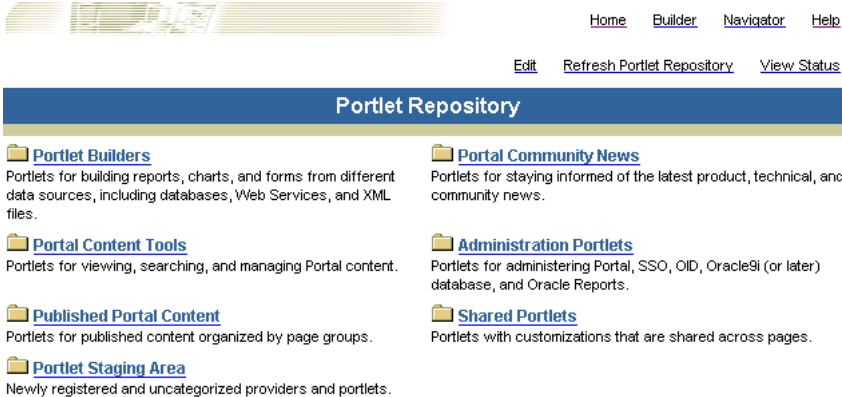 Home Builder Navigator Help
Edit Refresh Portlet Repository View Status
Portlet Repository
Portlet Builders
Portlets for building reports, charts, and forms from different
data sources, including databases, Web Services, and XML
files.
Portal Community News
Portlets for staying informed of the latest product, technical, and
community news.
Portal Content Tools
Portlets for viewing, searching, and managing Portal content.
Administration Portlets
Portlets for administering Portal, SSO, OID, Oracle9i (or later)
database, and Oracle Reports.
Published Portal Content
Portlets for published content organized by page groups.
Shared Portlets
Portlets with customizations that are shared across pages.
Portlet Staging Area
Newly registered and uncategorized providers and portlets.